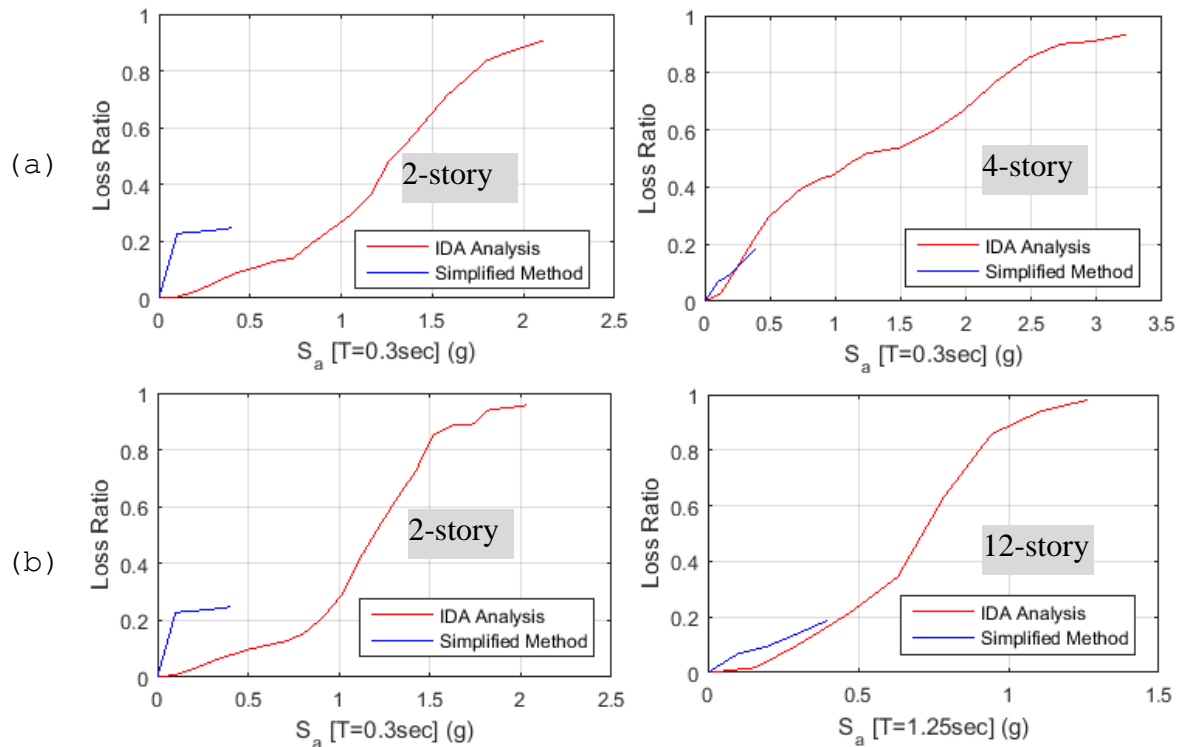 (a)
1
0.8
0.6
0.4
0.2
0
Loss Ratio
2-story
IDA Analysis
Simplified Method
0 0.5 1 1.5 2 2.5
S_a [T=0.3sec] (g)
1
0.8
0.6
0.4
0.2
0
Loss Ratio
4-story
IDA Analysis
Simplified Method
0 0.5 1 1.5 2 2.5 3 3.5
S_a [T=0.3sec] (g)
(b)
1
0.8
0.6
0.4
0.2
0
Loss Ratio
2-story
IDA Analysis
Simplified Method
0 0.5 1 1.5 2 2.5
S_a [T=0.3sec] (g)
1
0.8
0.6
0.4
0.2
0
Loss Ratio
12-story
IDA Analysis
Simplified Method
0 0.5 1 1.5
S_a [T=1.25sec] (g)